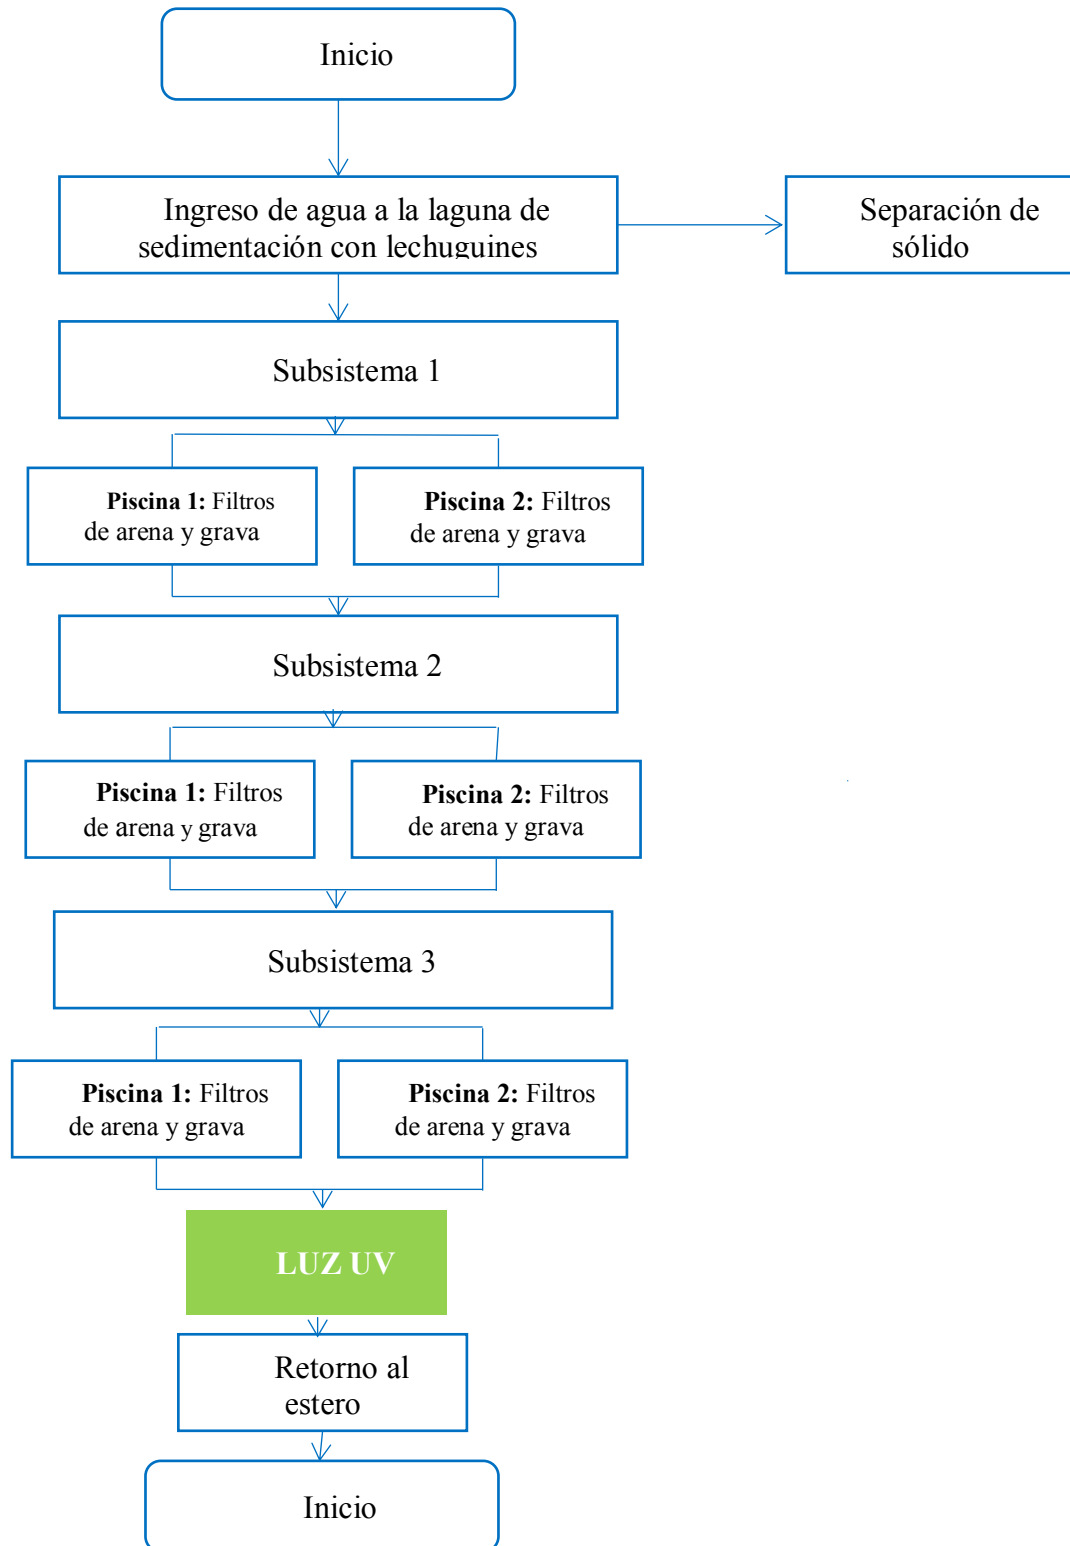 Inicio
Ingreso de agua a la laguna de
sedimentación con lechuguines
Separación de
sólido
Subsistema 1
Piscina 1: Filtros
de arena y grava
Piscina 2: Filtros
de arena y grava
Subsistema 2
Piscina 1: Filtros
de arena y grava
Piscina 2: Filtros
de arena y grava
Subsistema 3
Piscina 1: Filtros
de arena y grava
Piscina 2: Filtros
de arena y grava
LUZ UV
Retorno al
estero
Inicio